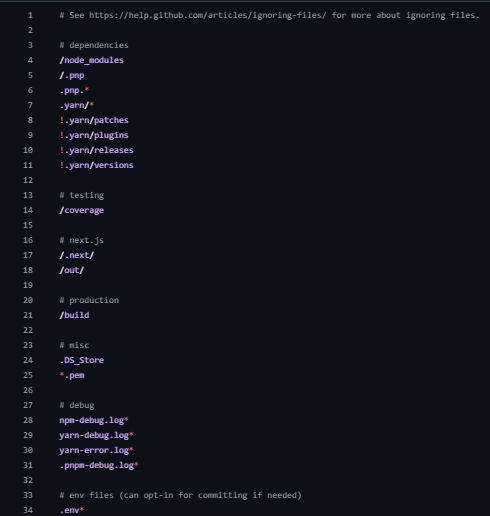 1 # See https://help.github.com/articles/ignoring-files/ for more about ignoring files.
2
3 # dependencies
4 /node_modules
5 /.pnp
6 .pnp.*
7 .yarn/*
8 !.yarn/patches
9 !.yarn/plugins
10 !.yarn/releases
11 !.yarn/versions
12
13 # testing
14 /coverage
15
16 # next.js
17 /.next/
18 /out/
19
20 # production
21 /build
22
23 # misc
24 .DS_Store
25 *.pem
26
27 # debug
28 npm-debug.log*
29 yarn-debug.log*
30 yarn-error.log*
31 .pnpm-debug.log*
32
33 # env files (can opt-in for committing if needed)
34 .env*